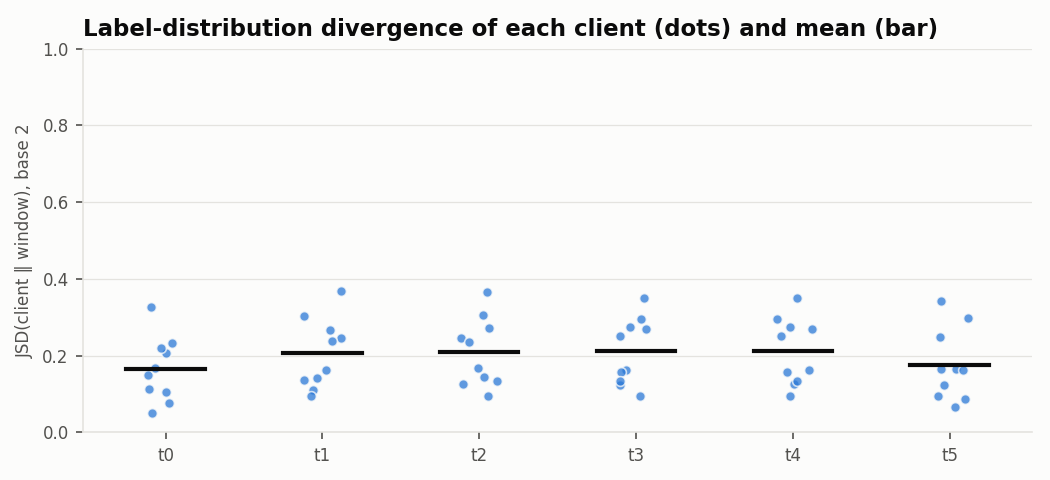 Label-distribution divergence of each client (dots) and mean (bar)
JSD(client ∥ window), base 2
1.0
0.8
0.6
0.4
0.2
0.0
t0 t1 t2 t3 t4 t5